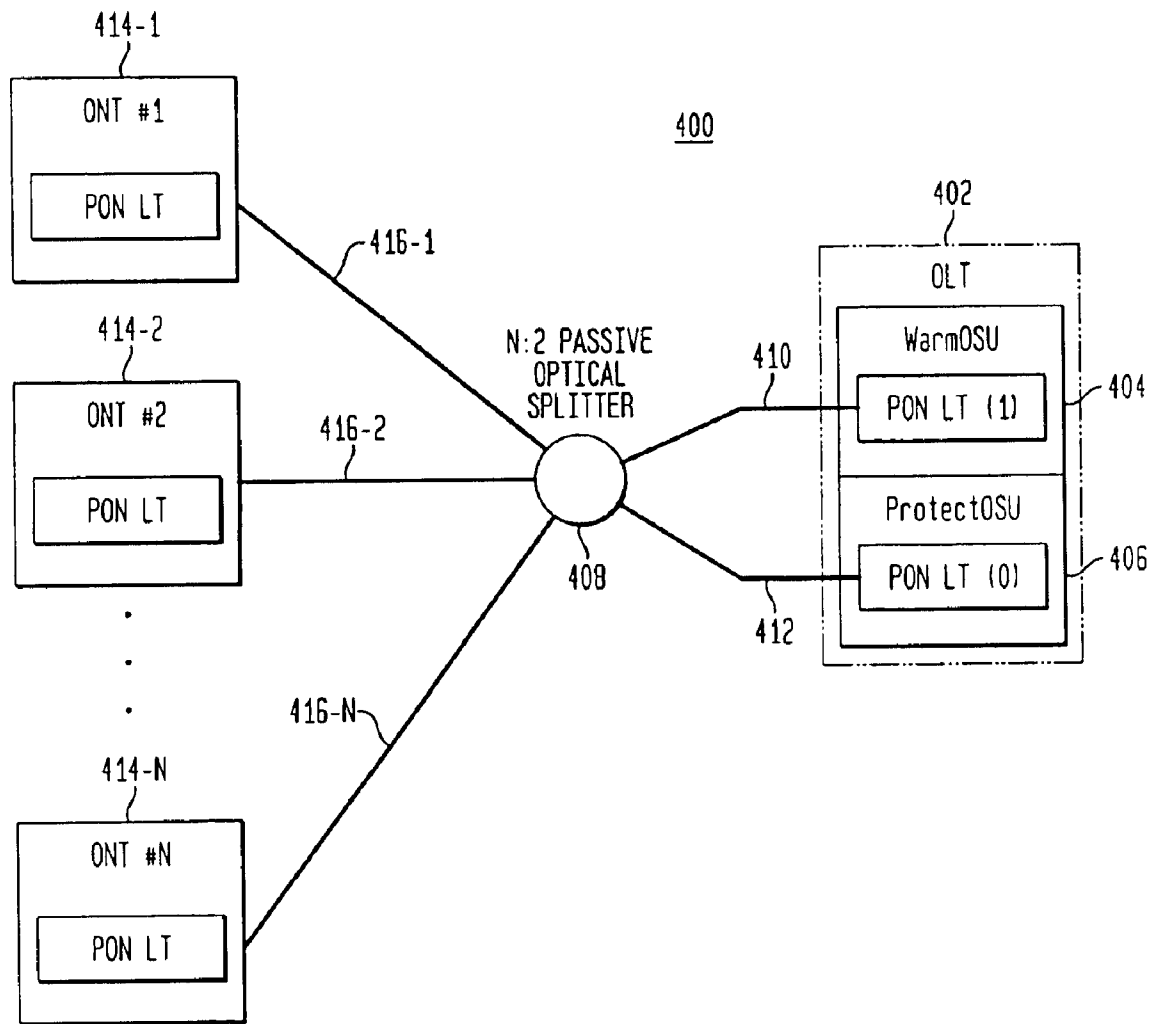 414-1
ONT #1
PON LT
416-1
400
402
OLT
WarmOSU
PON LT (1)
404
ProtectOSU
PON LT (0)
406
410
412
N:2 PASSIVE
OPTICAL
SPLITTER
408
414-2
ONT #2
PON LT
416-2
.
.
.
416-N
414-N
ONT #N
PON LT